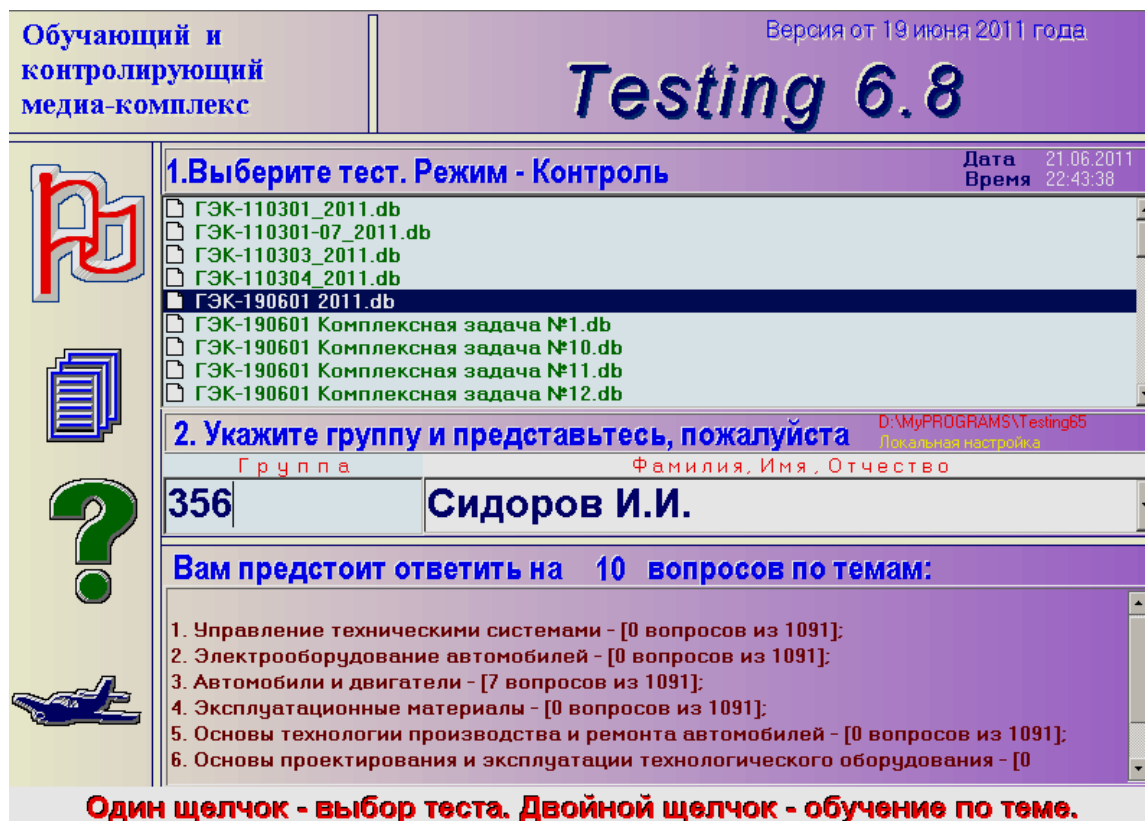 Обучающий и
контролирующий
медиа-комплекс
Версия от 19 июня 2011 года
Testing 6.8
1.Выберите тест. Режим - Контроль
Дата 21.06.2011
Время 22:43:38
ГЭК-110301_2011.db
ГЭК-110301-07_2011.db
ГЭК-110303_2011.db
ГЭК-110304_2011.db
ГЭК-190601 2011.db
ГЭК-190601 Комплексная задача №1.db
ГЭК-190601 Комплексная задача №10.db
ГЭК-190601 Комплексная задача №11.db
ГЭК-190601 Комплексная задача №12.db
2. Укажите группу и представьтесь, пожалуйста
D:\MyPROGRAMS\Testing65
Локальная настройка
Группа Фамилия, Имя, Отчество
356 Сидоров И.И.
Вам предстоит ответить на 10 вопросов по темам:
1. Управление техническими системами - [0 вопросов из 1091];
2. Электрооборудование автомобилей - [0 вопросов из 1091];
3. Автомобили и двигатели - [7 вопросов из 1091];
4. Эксплуатационные материалы - [0 вопросов из 1091];
5. Основы технологии производства и ремонта автомобилей - [0 вопросов из 1091];
6. Основы проектирования и эксплуатации технологического оборудования - [0
Один щелчок - выбор теста. Двойной щелчок - обучение по теме.